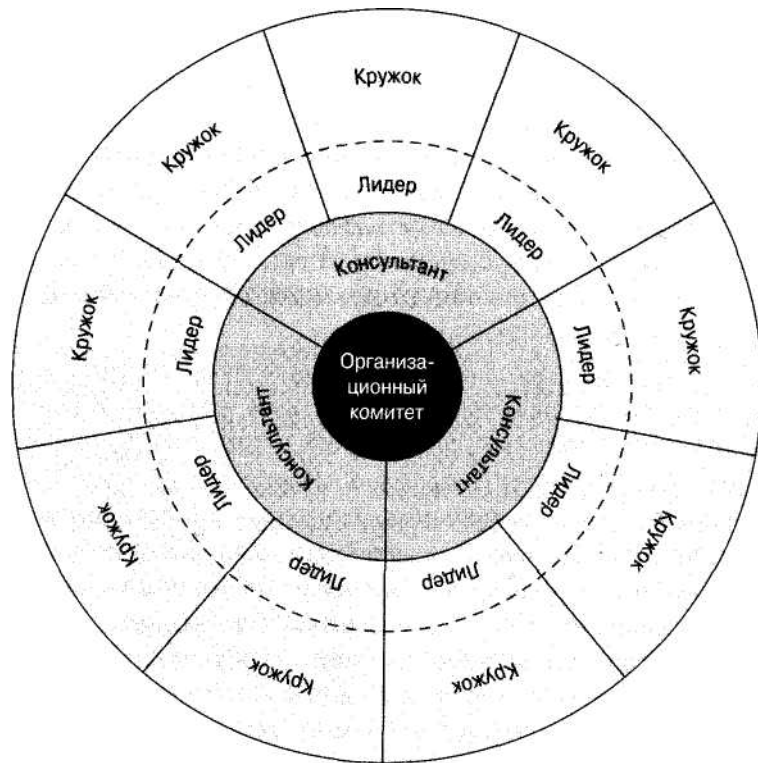 Кружок
Кружок
Кружок
Лидер
Лидер
Лидер
Консультант
Кружок
Лидер
Организа-
ционный
комитет
Лидер
Кружок
Консультант
Консультант
Лидер
Лидер
Кружок
Кружок
Лидер
Лидер
Кружок
Кружок